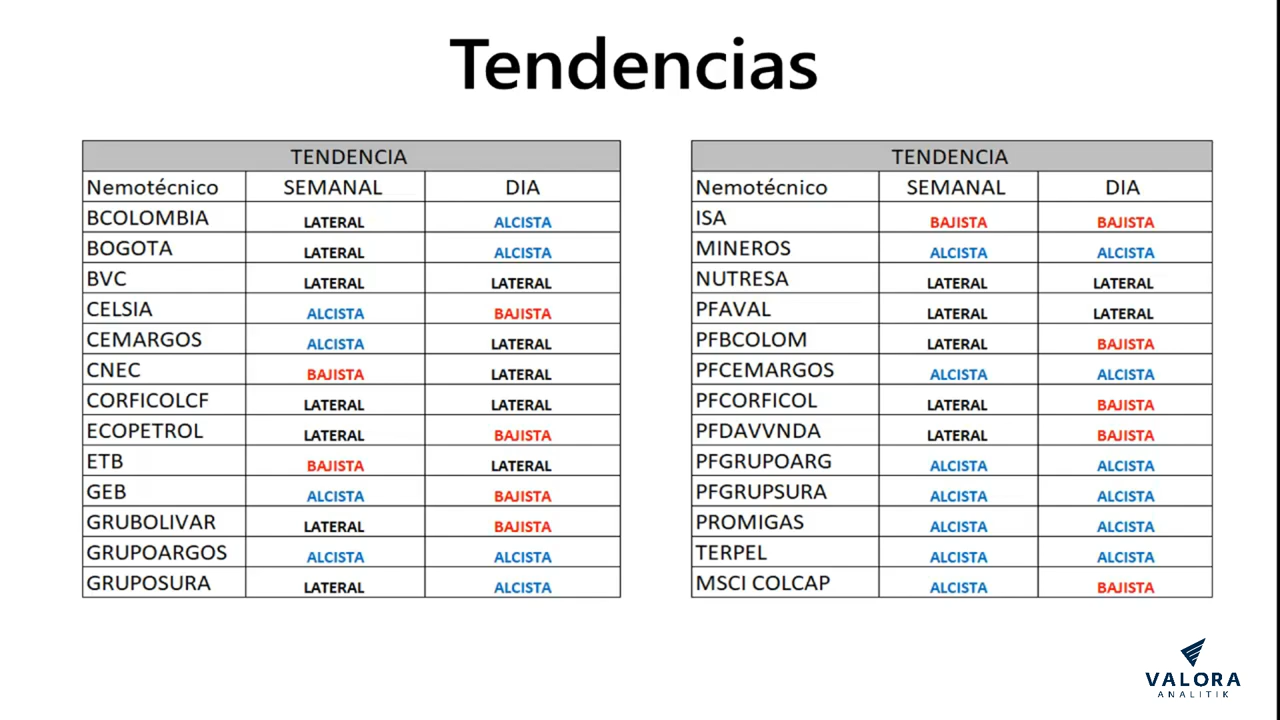 Tendencias
TENDENCIA
Nemotécnico SEMANAL DIA
BCOLOMBIA LATERAL ALCISTA
BOGOTA LATERAL ALCISTA
BVC LATERAL LATERAL
CELSIA ALCISTA BAJISTA
CEMARGOS ALCISTA LATERAL
CNEC BAJISTA LATERAL
CORFICOLCF LATERAL LATERAL
ECOPETROL LATERAL BAJISTA
ETB BAJISTA LATERAL
GEB ALCISTA BAJISTA
GRUBOLIVAR LATERAL BAJISTA
GRUPOARGOS ALCISTA ALCISTA
GRUPOSURA LATERAL ALCISTA
TENDENCIA
Nemotécnico SEMANAL DIA
ISA BAJISTA BAJISTA
MINEROS ALCISTA ALCISTA
NUTRESA LATERAL LATERAL
PFAVAL LATERAL LATERAL
PFBCOLOM LATERAL BAJISTA
PFCEMARGOS ALCISTA ALCISTA
PFCORFICOL LATERAL BAJISTA
PFDAVVNDA LATERAL BAJISTA
PFGRUPOARG ALCISTA ALCISTA
PFGRUPSURA ALCISTA ALCISTA
PROMIGAS ALCISTA ALCISTA
TERPEL ALCISTA ALCISTA
MSCI COLCAP ALCISTA BAJISTA
VALORA
ANALITIK